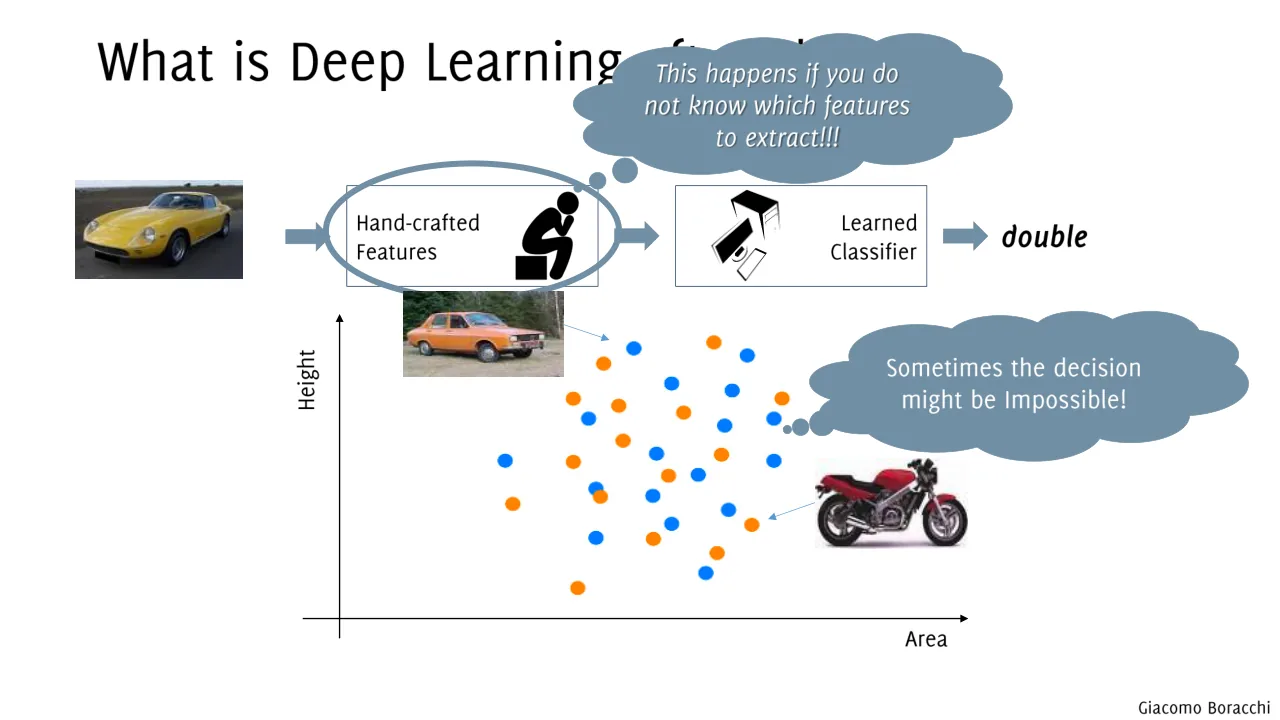 What is Deep Learning
This happens if you do
not know which features
to extract!!!
Hand-crafted
Features
Learned
Classifier
double
Height
Sometimes the decision
might be Impossible!
Area
Giacomo Boracchi